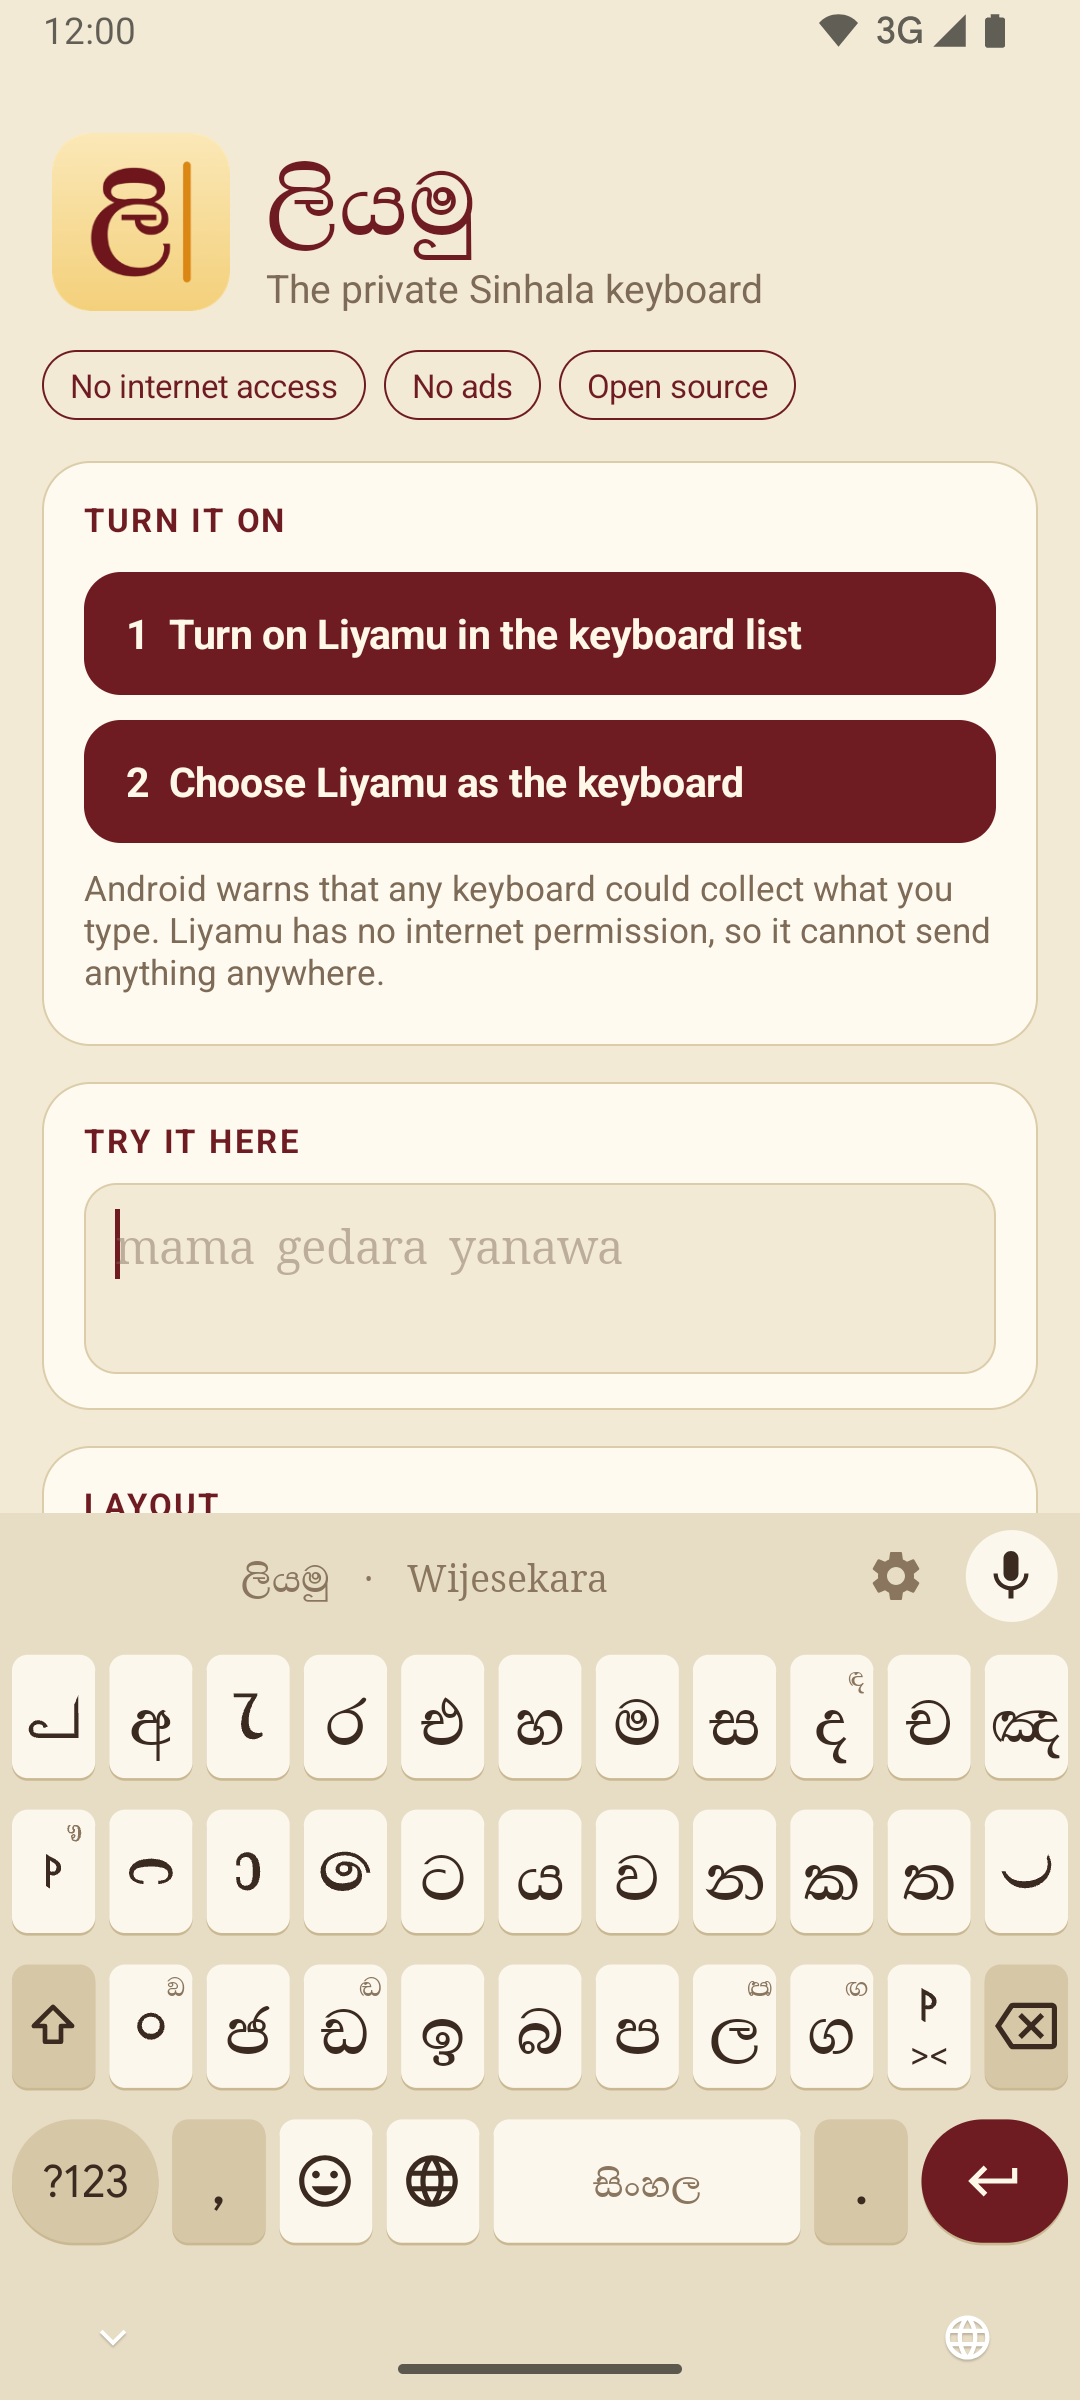 12:00 3G
ලි
ලියමු
The private Sinhala keyboard
No internet access No ads Open source
TURN IT ON
1 Turn on Liyamu in the keyboard list
2 Choose Liyamu as the keyboard
Android warns that any keyboard could collect what you
type. Liyamu has no internet permission, so it cannot send
anything anywhere.
TRY IT HERE
mama gedara yanawa
LAYOUT
ලියමු · Wijesekara
අ ර එ හ ම ස ද ඳ ච ඤ
ට ය ව න ක ත
ඞ ජ ඩ ඬ ඉ බ ප ල ග ඟ ><
?123 , සිංහල .